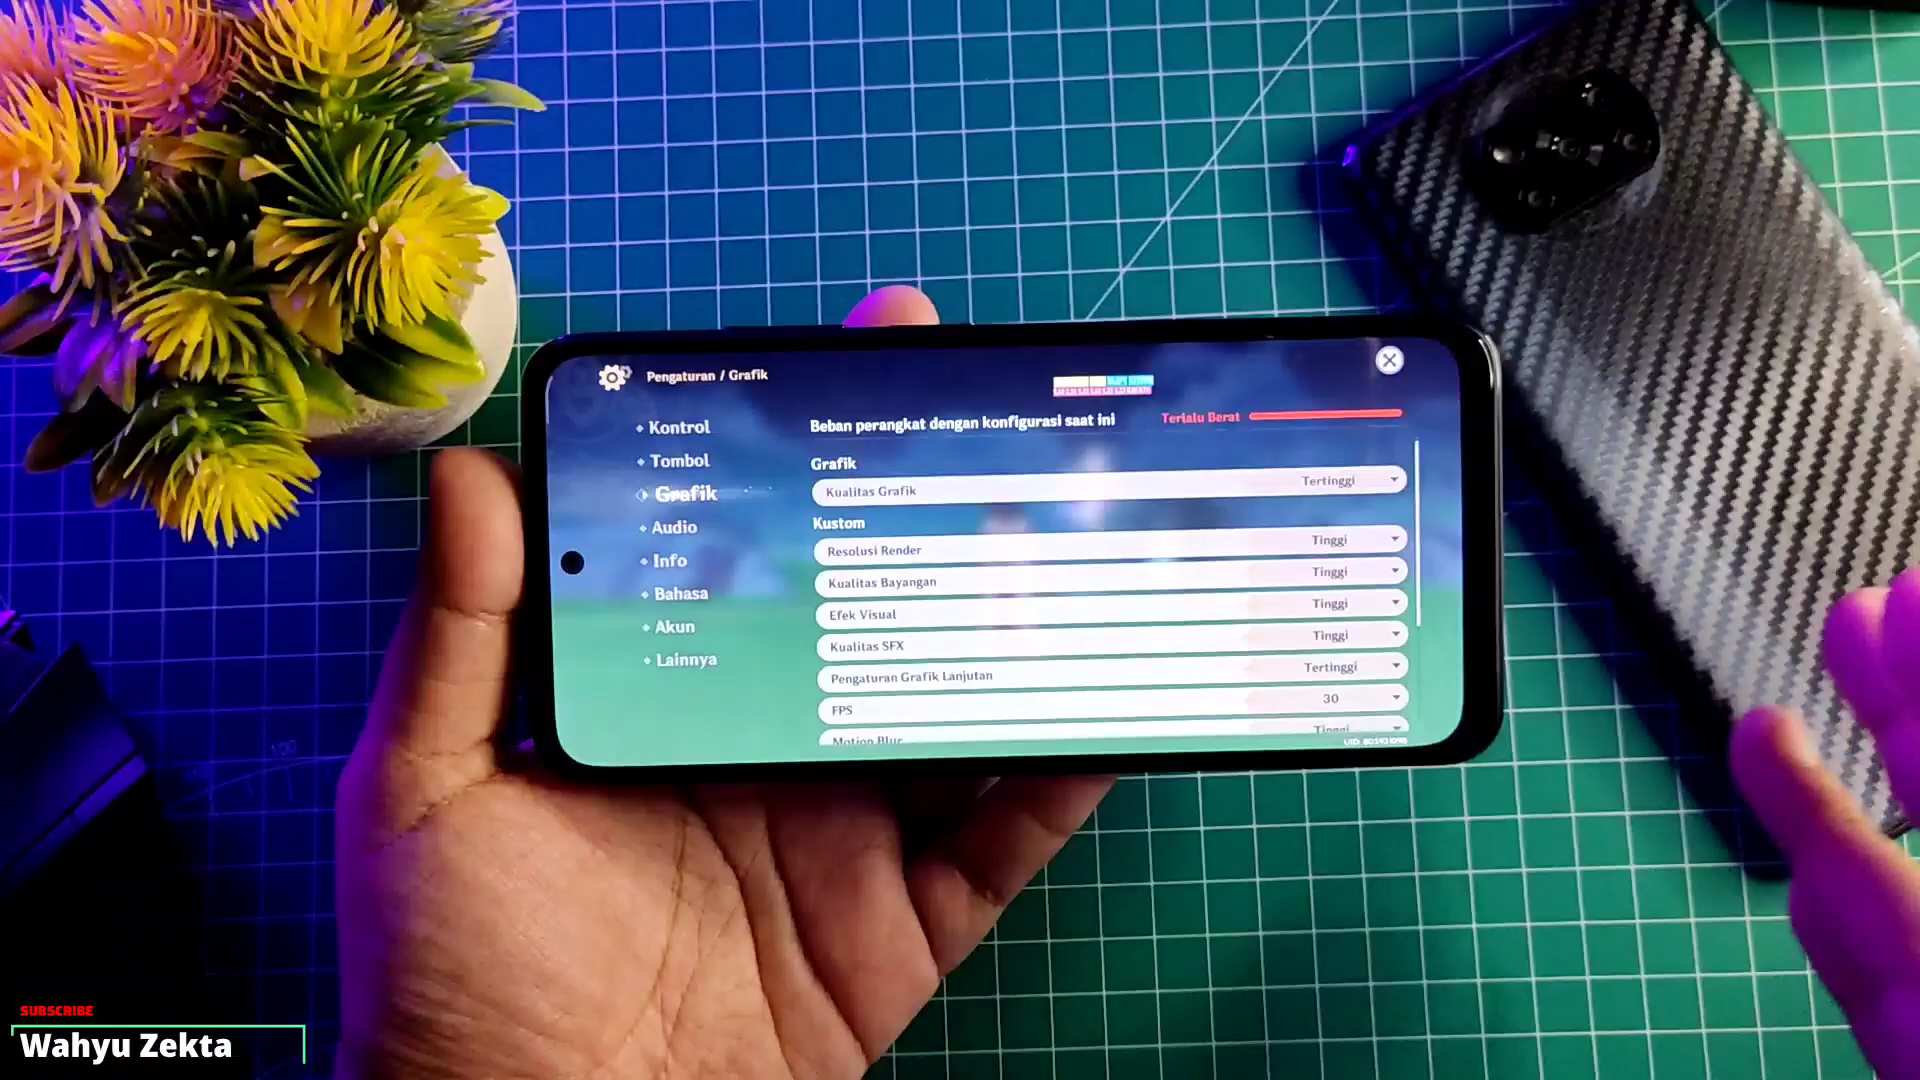 Pengaturan / Grafik
Beban perangkat dengan konfigurasi saat ini
Terlalu Berat
Kontrol
Tombol
Grafik
Audio
Info
Bahasa
Akun
Lainnya
Grafik
Kualitas Grafik Tertinggi
Kustom
Resolusi Render Tinggi
Kualitas Bayangan Tinggi
Efek Visual Tinggi
Kualitas SFX Tinggi
Pengaturan Grafik Lanjutan Tertinggi
FPS 30
Motion Blur Tinggi
100
SUBSCRIBE
Wahyu Zekta